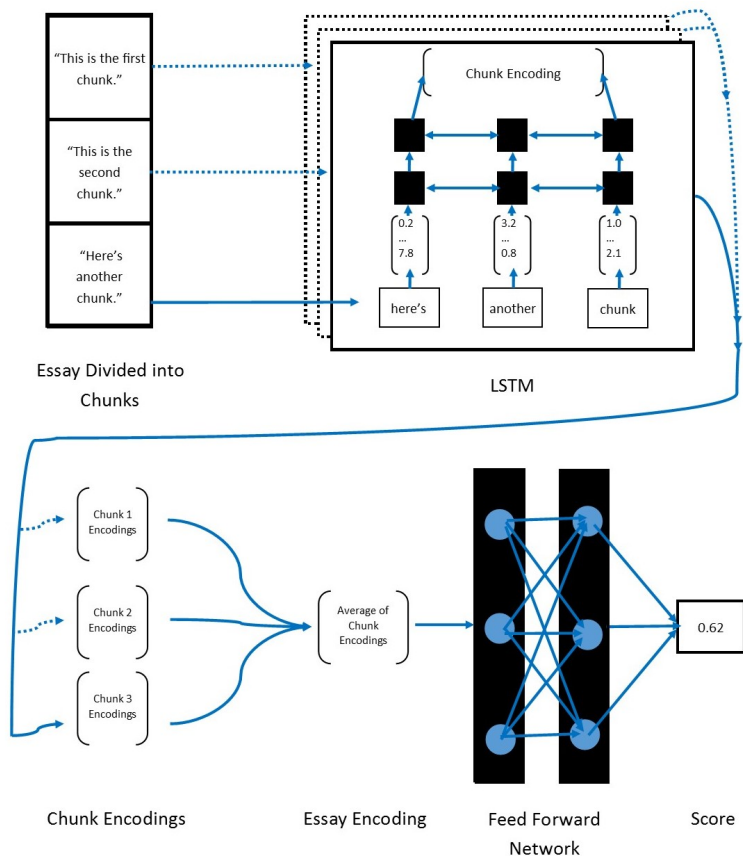 “This is the first
chunk.”
“This is the
second
chunk.”
“Here’s
another
chunk.”
Essay Divided into
Chunks
Chunk Encoding
0.2
...
7.8
3.2
...
0.8
1.0
...
2.1
here’s
another
chunk
LSTM
Chunk 1
Encodings
Chunk 2
Encodings
Chunk 3
Encodings
Average of
Chunk
Encodings
0.62
Chunk Encodings
Essay Encoding
Feed Forward
Network
Score